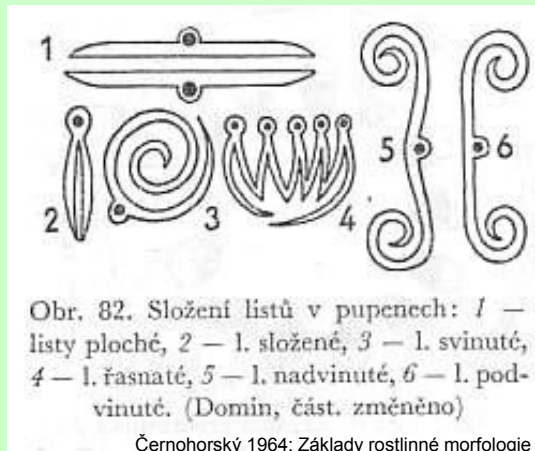 1
2
3
4
5
6
Obr. 82. Složení listů v pupenech: 1 —
listy ploché, 2 — l. složené, 3 — l. svinuté,
4 — l. řasnaté, 5 — l. nadvinuté, 6 — l. pod-
vinuté. (Domin, část. změněno)
Černohorský 1964: Základy rostlinné morfologie